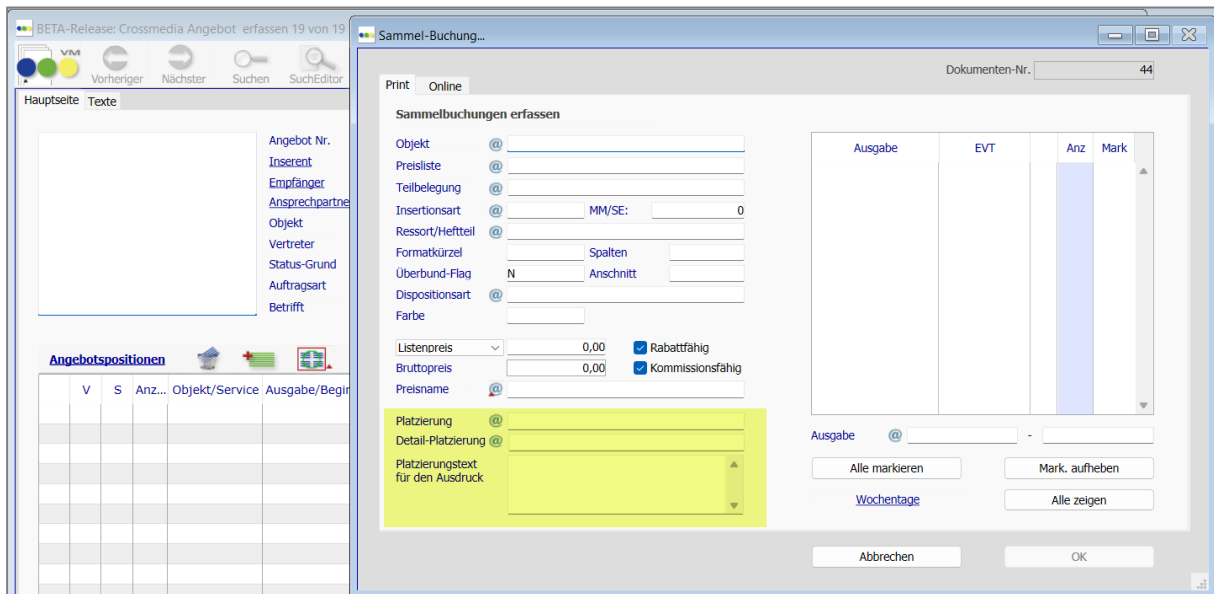 BETA-Release: Crossmedia Angebot erfassen 19 von 19
VM
Vorheriger Nächster Suchen SuchEditor
Hauptseite Texte
Angebot Nr.
Inserent
Empfänger
Ansprechpartne
Objekt
Vertreter
Status-Grund
Auftragsart
Betrifft
Angebotspositionen
V S Anz... Objekt/Service Ausgabe/Begin
Sammel-Buchung...
Dokumenten-Nr. 44
Print Online
Sammelbuchungen erfassen
Objekt @
Preisliste @
Teilbelegung @
Insertionsart @ MM/SE: 0
Ressort/Heftteil @
Formatkürzel Spalten
Überbund-Flag N Anschnitt
Dispositionsart @
Farbe
Listenpreis 0,00 Rabattfähig
Bruttopreis 0,00 Kommissionsfähig
Preisname @
Platzierung @
Detail-Platzierung @
Platzierungstext
für den Ausdruck
Ausgabe EVT Anz Mark
Ausgabe @ -
Alle markieren Mark. aufheben
Wochentage Alle zeigen
Abbrechen OK